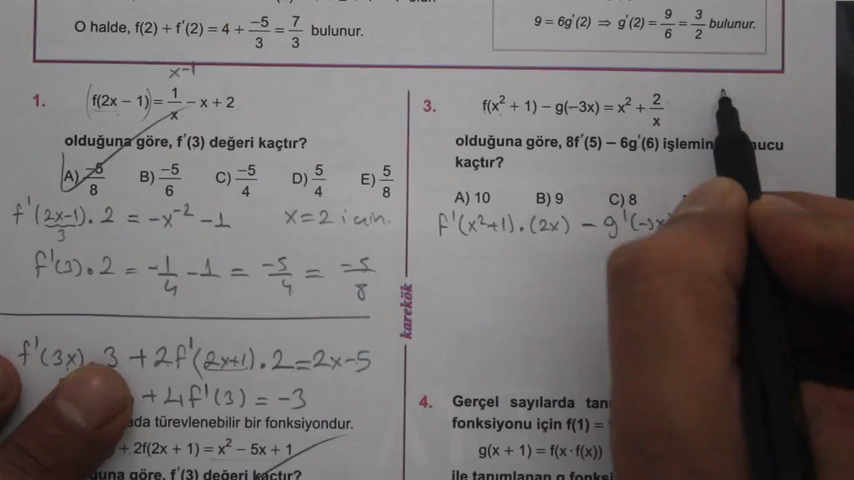 O halde, f(2) + f'(2) = 4 + -5/3 = 7/3 bulunur.
9 = 6g'(2) ⇒ g'(2) = 9/6 = 3/2 bulunur.
x-1
1. f(2x – 1) = 1/x – x + 2
olduğuna göre, f'(3) değeri kaçtır?
A) -5/8 B) -5/6 C) -5/4 D) 5/4 E) 5/8
f'(2x-1).2 = -x^-2 -1 x=2 için.
3
f'(3).2 = -1/4 -1 = -5/4 = -5/8
f'(3x).3 + 2f'(2x+1).2=2x-5
+ 4f'(3) = -3
türevlenebilir bir fonksiyondur.
+ 2f(2x + 1) = x² – 5x + 1
göre, f'(3) değeri kaçtır?
karekök
3. f(x² + 1) – g(–3x) = x² + 2/x
olduğuna göre, 8f'(5) – 6g'(6)
kaçtır?
A) 10 B) 9 C) 8
f'(x²+1).(2x) - g'(-3x
4. Gerçel sayılarda
fonksiyonu için f(1) =
g(x + 1) = f(x·f(x))
ile tanımlanan g